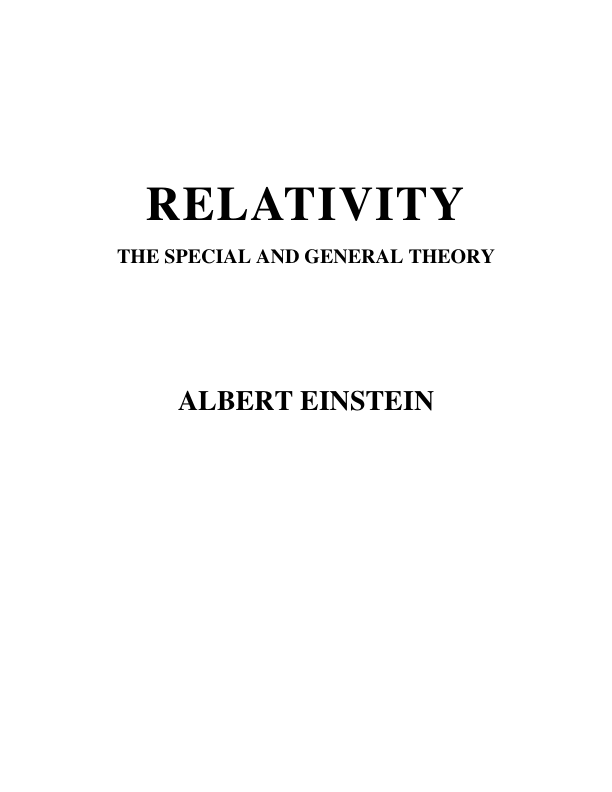 RELATIVITY
THE SPECIAL AND GENERAL THEORY
ALBERT EINSTEIN